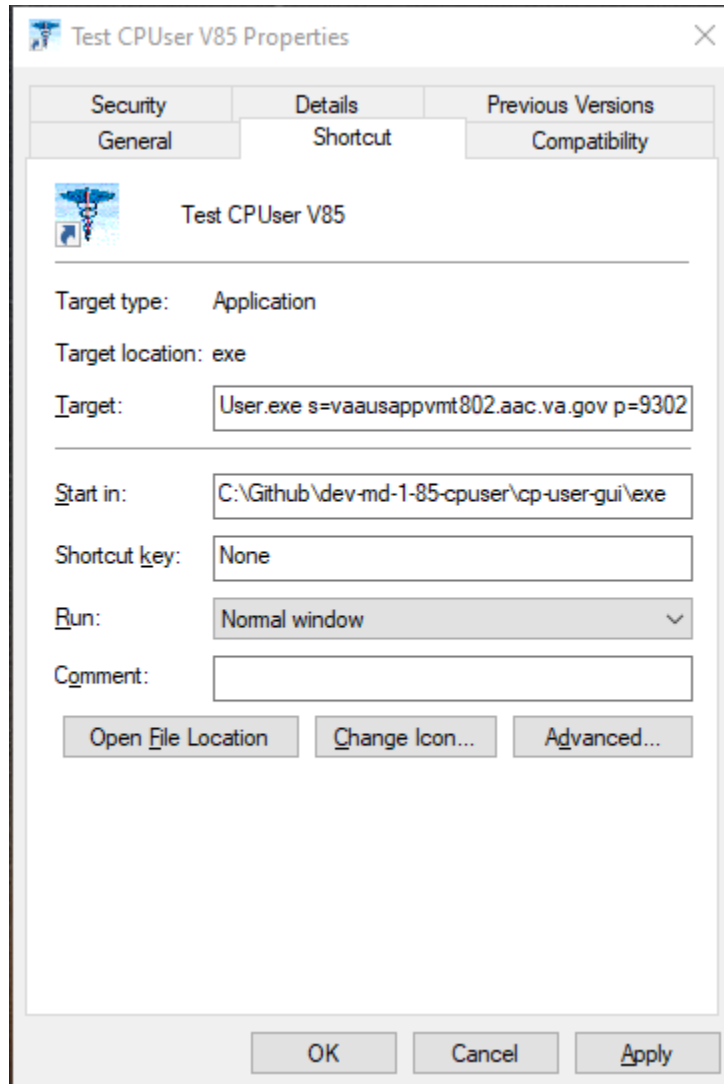 Test CPUser V85 Properties
Security Details Previous Versions
General Shortcut Compatibility
Test CPUser V85
Target type: Application
Target location: exe
Target: User.exe s=vaausappvmt802.aac.va.gov p=9302
Start in: C:\Github\dev-md-1-85-cpuser\cp-user-gui\exe
Shortcut key: None
Run: Normal window
Comment:
Open File Location Change Icon... Advanced...
OK Cancel Apply